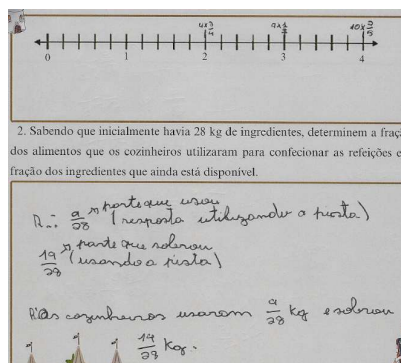 4x3/4 9x1/3 10x2/5
0 1 2 3 4
2. Sabendo que inicialmente havia 28 kg de ingredientes, determinem a fraç
dos alimentos que os cozinheiros utilizaram para confecionar as refeições e
fração dos ingredientes que ainda está disponível.
R.: 9/28 parte que usou (resposta utilizando a pista)
19/28 parte que sobrou (usando a pista)
R: Os cozinheiros usaram 9/28 kg e sobrou
19/28 kg.